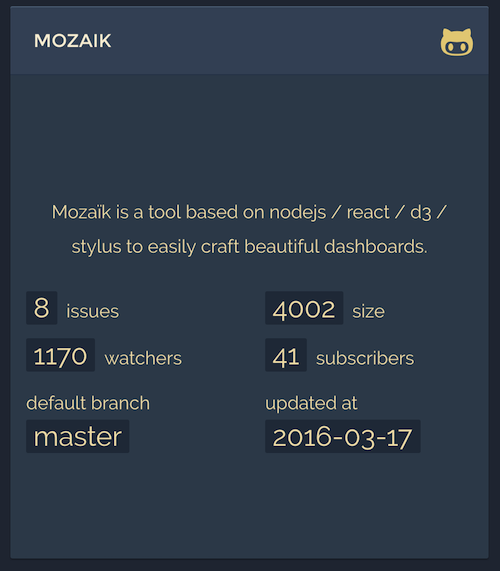 MOZAIK
Mozaïk is a tool based on nodejs / react / d3 /
stylus to easily craft beautiful dashboards.
8 issues
4002 size
1170 watchers
41 subscribers
default branch
master
updated at
2016-03-17